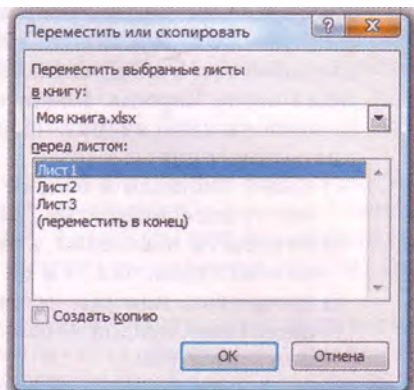 Переместить или скопировать
Переместить выбранные листы
в книгу:
Моя книга.xlsx
перед листом:
Лист1
Лист2
Лист3
(переместить в конец)
Создать копию
OK
Отмена